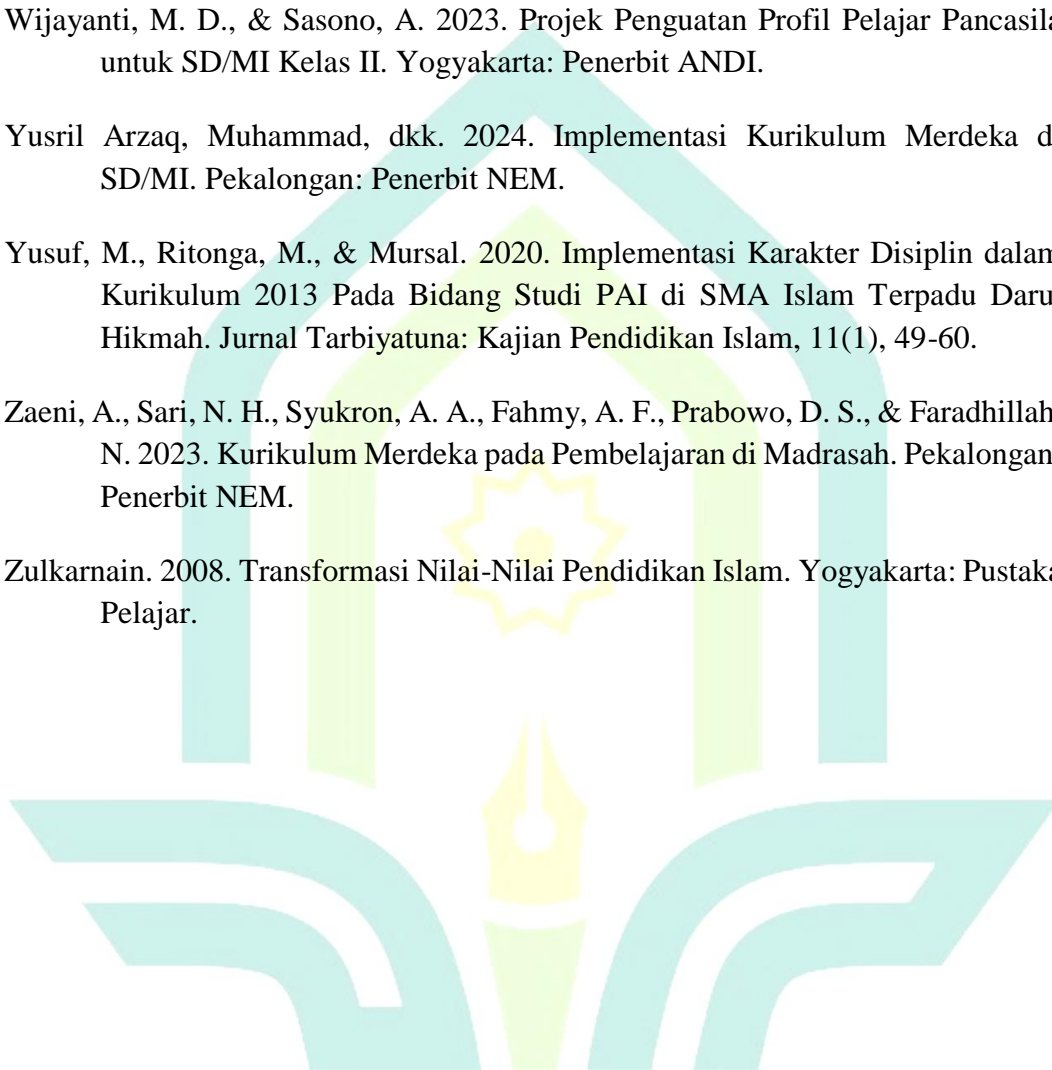 Wijayanti, M. D., & Sasono, A. 2023. Projek Penguatan Profil Pelajar Pancasila
untuk SD/MI Kelas II. Yogyakarta: Penerbit ANDI.
Yusril Arzaq, Muhammad, dkk. 2024. Implementasi Kurikulum Merdeka d
SD/MI. Pekalongan: Penerbit NEM.
Yusuf, M., Ritonga, M., & Mursal. 2020. Implementasi Karakter Disiplin dalam
Kurikulum 2013 Pada Bidang Studi PAI di SMA Islam Terpadu Daru
Hikmah. Jurnal Tarbiyatuna: Kajian Pendidikan Islam, 11(1), 49-60.
Zaeni, A., Sari, N. H., Syukron, A. A., Fahmy, A. F., Prabowo, D. S., & Faradhillah
N. 2023. Kurikulum Merdeka pada Pembelajaran di Madrasah. Pekalongan
Penerbit NEM.
Zulkarnain. 2008. Transformasi Nilai-Nilai Pendidikan Islam. Yogyakarta: Pustaka
Pelajar.